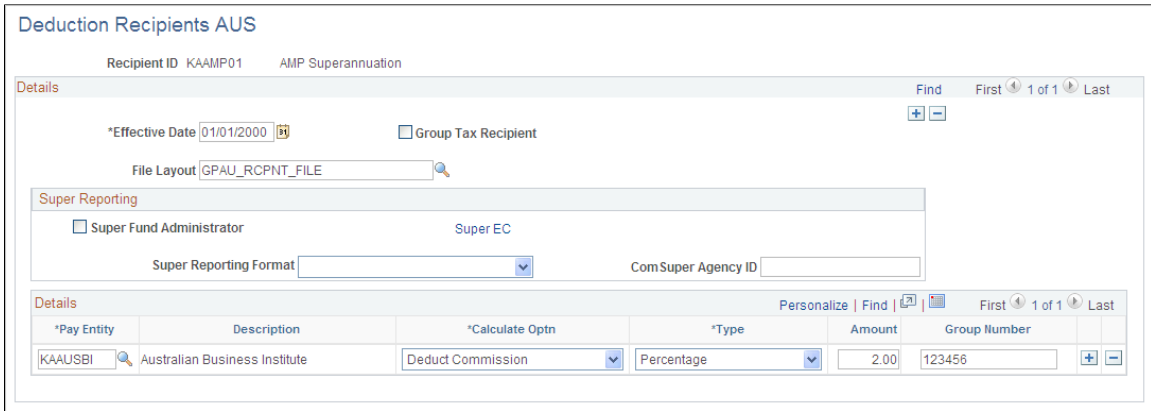 Deduction Recipients AUS
Recipient ID KAAMP01 AMP Superannuation
Details Find First 1 of 1 Last
*Effective Date 01/01/2000 Group Tax Recipient
File Layout GPAU_RCPNT_FILE
Super Reporting
Super Fund Administrator Super EC
Super Reporting Format ComSuper Agency ID
Details Personalize | Find | | First 1 of 1 Last
*Pay Entity Description *Calculate Optn *Type Amount Group Number
KAAUSBI Australian Business Institute Deduct Commission Percentage 2.00 123456